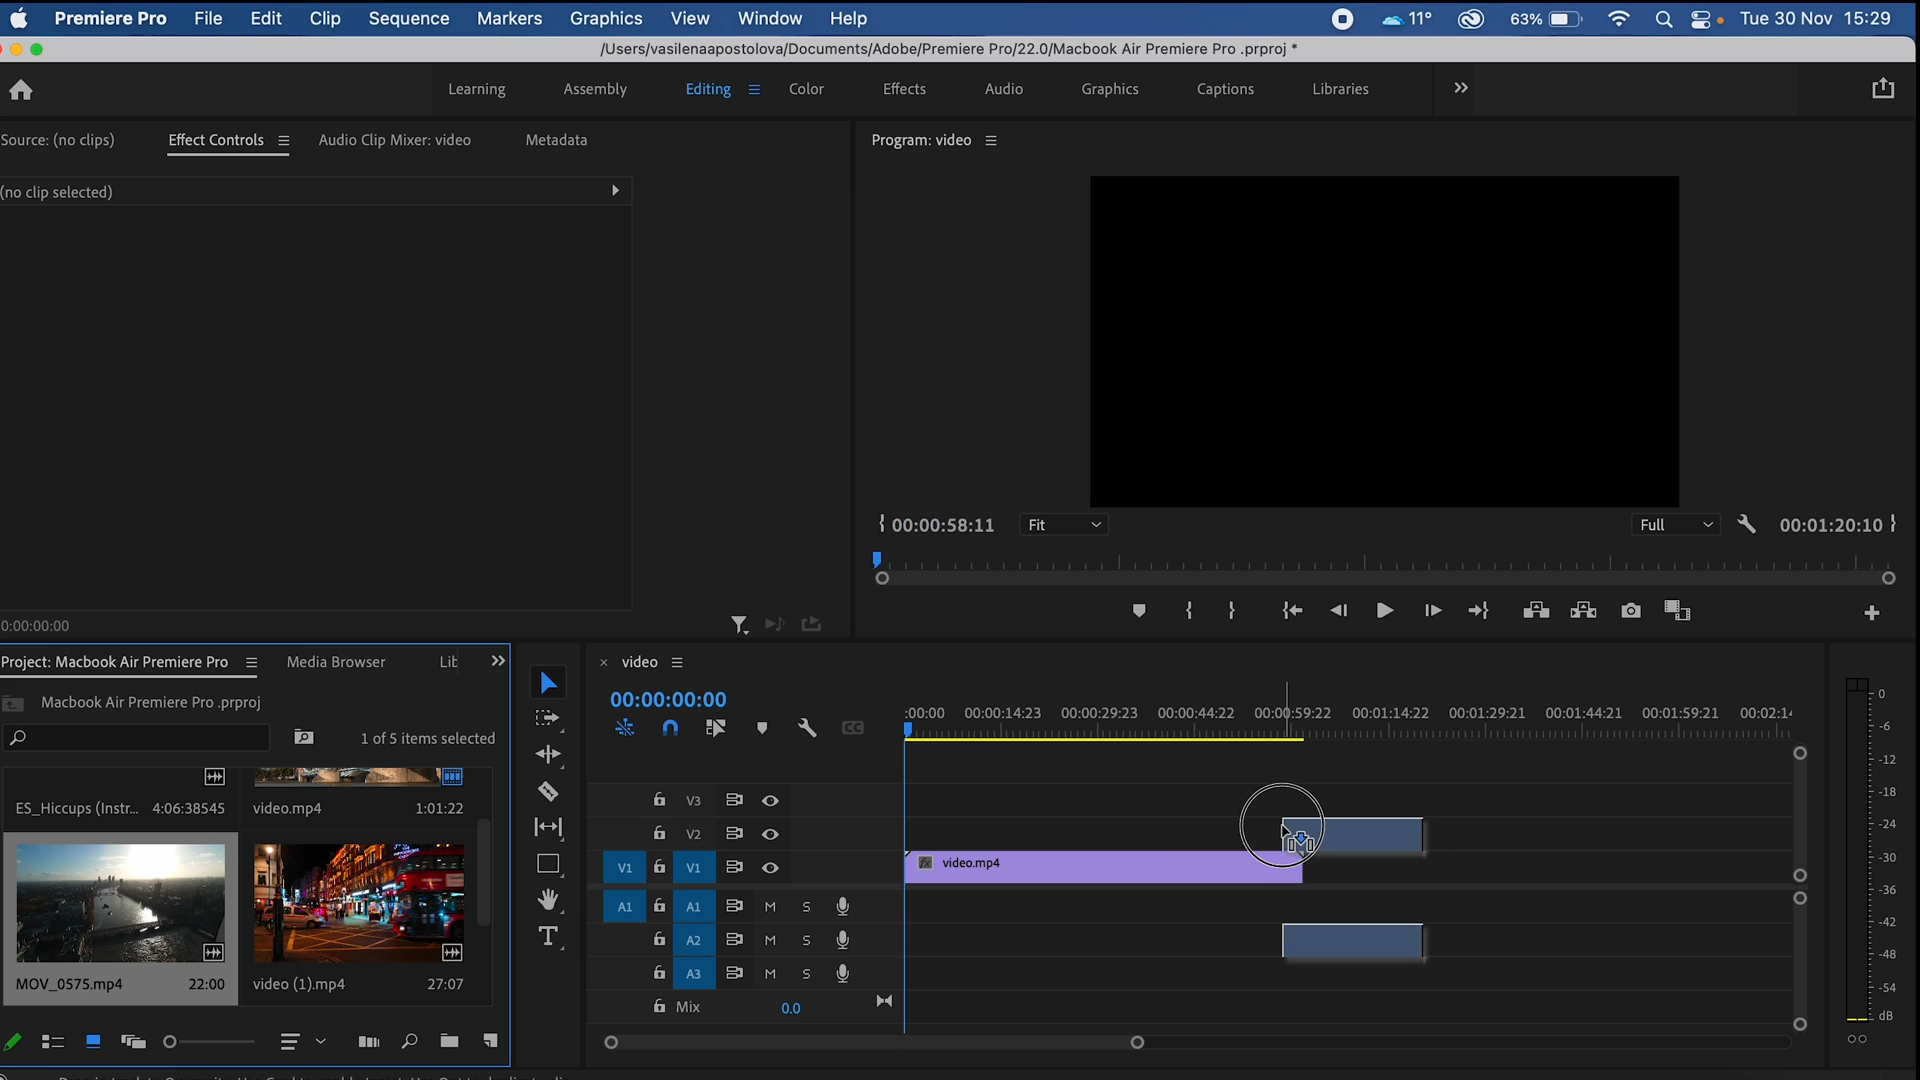 Premiere Pro File Edit Clip Sequence Markers Graphics View Window Help 11° 63% Tue 30 Nov 15:29
/Users/vasilenaapostolova/Documents/Adobe/Premiere Pro/22.0/Macbook Air Premiere Pro .prproj *
Learning Assembly Editing Color Effects Audio Graphics Captions Libraries
Source: (no clips) Effect Controls Audio Clip Mixer: video Metadata
Program: video
(no clip selected)
00:00:58:11 Fit Full 00:01:20:10
0:00:00:00
Project: Macbook Air Premiere Pro Media Browser Lib
Macbook Air Premiere Pro .prproj
1 of 5 items selected
ES_Hiccups (Instr... 4:06:38545
video.mp4 1:01:22
MOV_0575.mp4 22:00
video (1).mp4 27:07
T
× video
00:00:00:00
:00:00 00:00:14:23 00:00:29:23 00:00:44:22 00:00:59:22 00:01:14:22 00:01:29:21 00:01:44:21 00:01:59:21 00:02:14
CC
V3
V2
V1 V1 fx video.mp4
A1 A1 M S
A2 M S
A3 M S
Mix 0.0
0
-6
-12
-18
-24
-30
-36
-42
-48
-54
dB